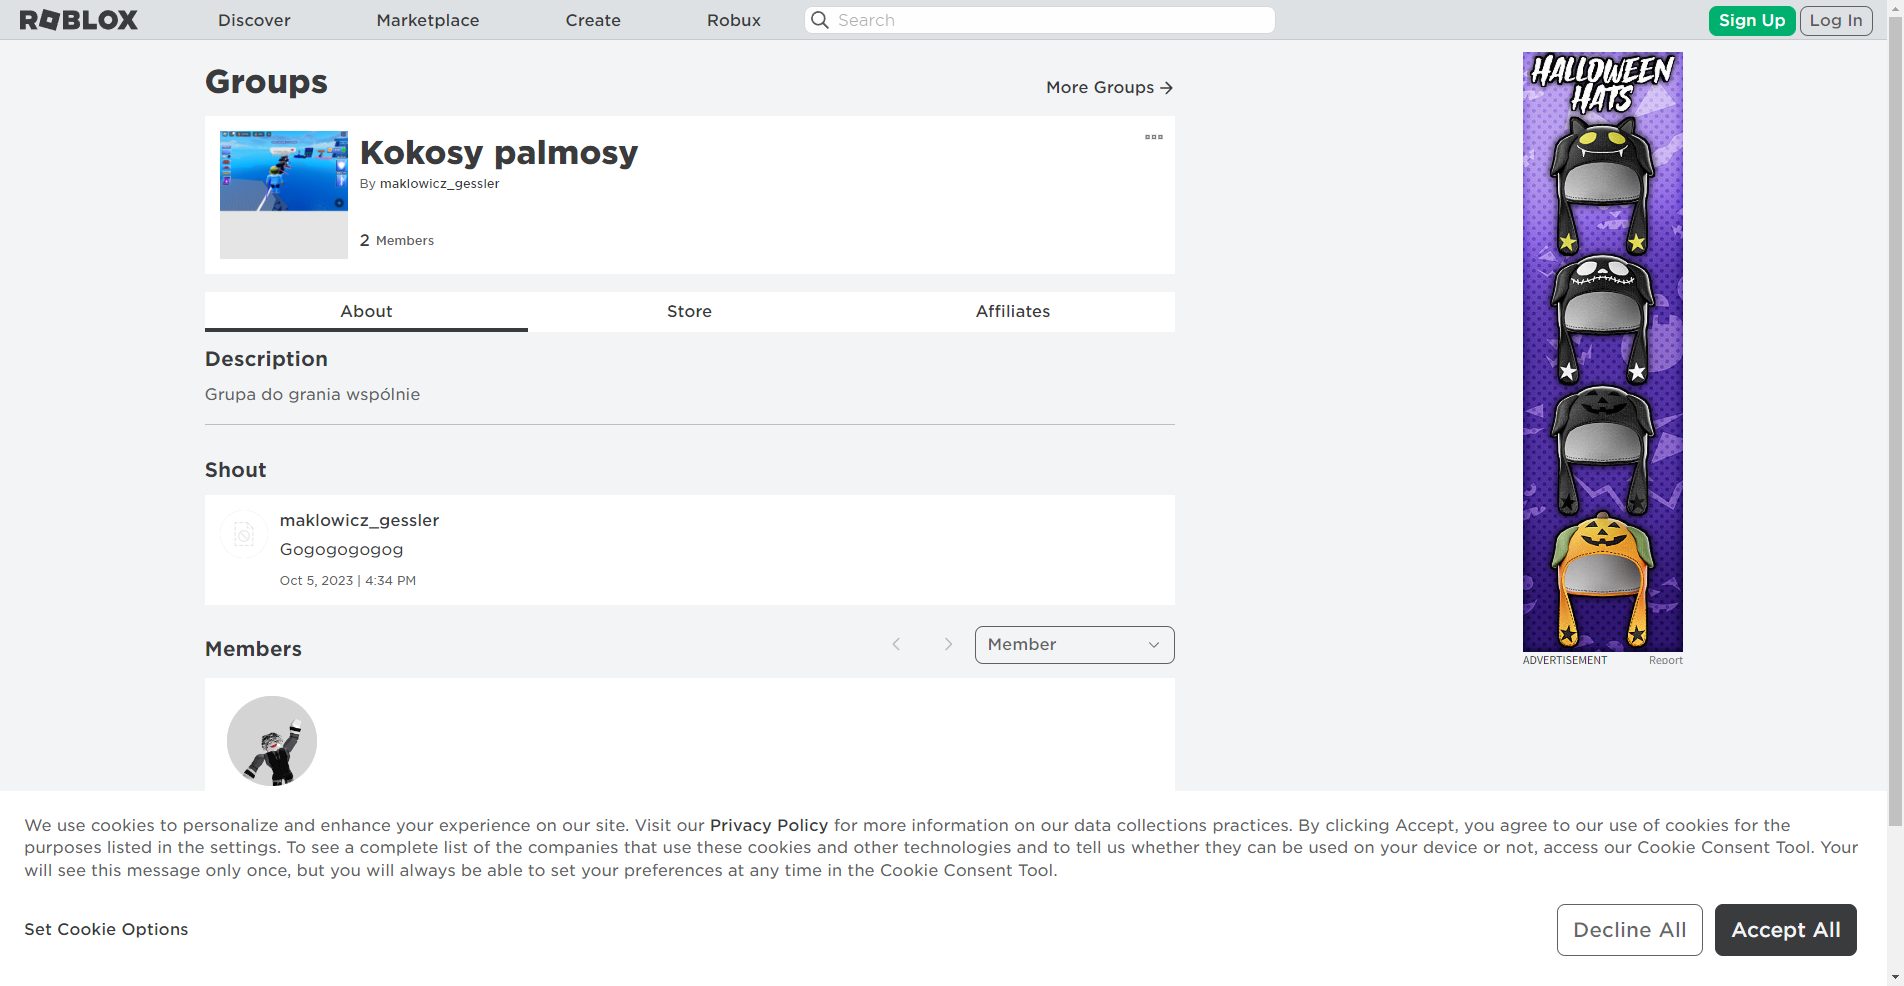 ROBLOX
Discover
Marketplace
Create
Robux
Search
Sign Up
Log In
Groups
More Groups
Kokosy palmosy
By maklowicz_gessler
2 Members
About
Store
Affiliates
Description
Grupa do grania wspólnie
Shout
maklowicz_gessler
Gogogogogog
Oct 5, 2023 | 4:34 PM
Members
Member
HALLOWEEN
HATS
ADVERTISEMENT
Report
We use cookies to personalize and enhance your experience on our site. Visit our Privacy Policy for more information on our data collections practices. By clicking Accept, you agree to our use of cookies for the
purposes listed in the settings. To see a complete list of the companies that use these cookies and other technologies and to tell us whether they can be used on your device or not, access our Cookie Consent Tool. Your
will see this message only once, but you will always be able to set your preferences at any time in the Cookie Consent Tool.
Set Cookie Options
Decline All
Accept All